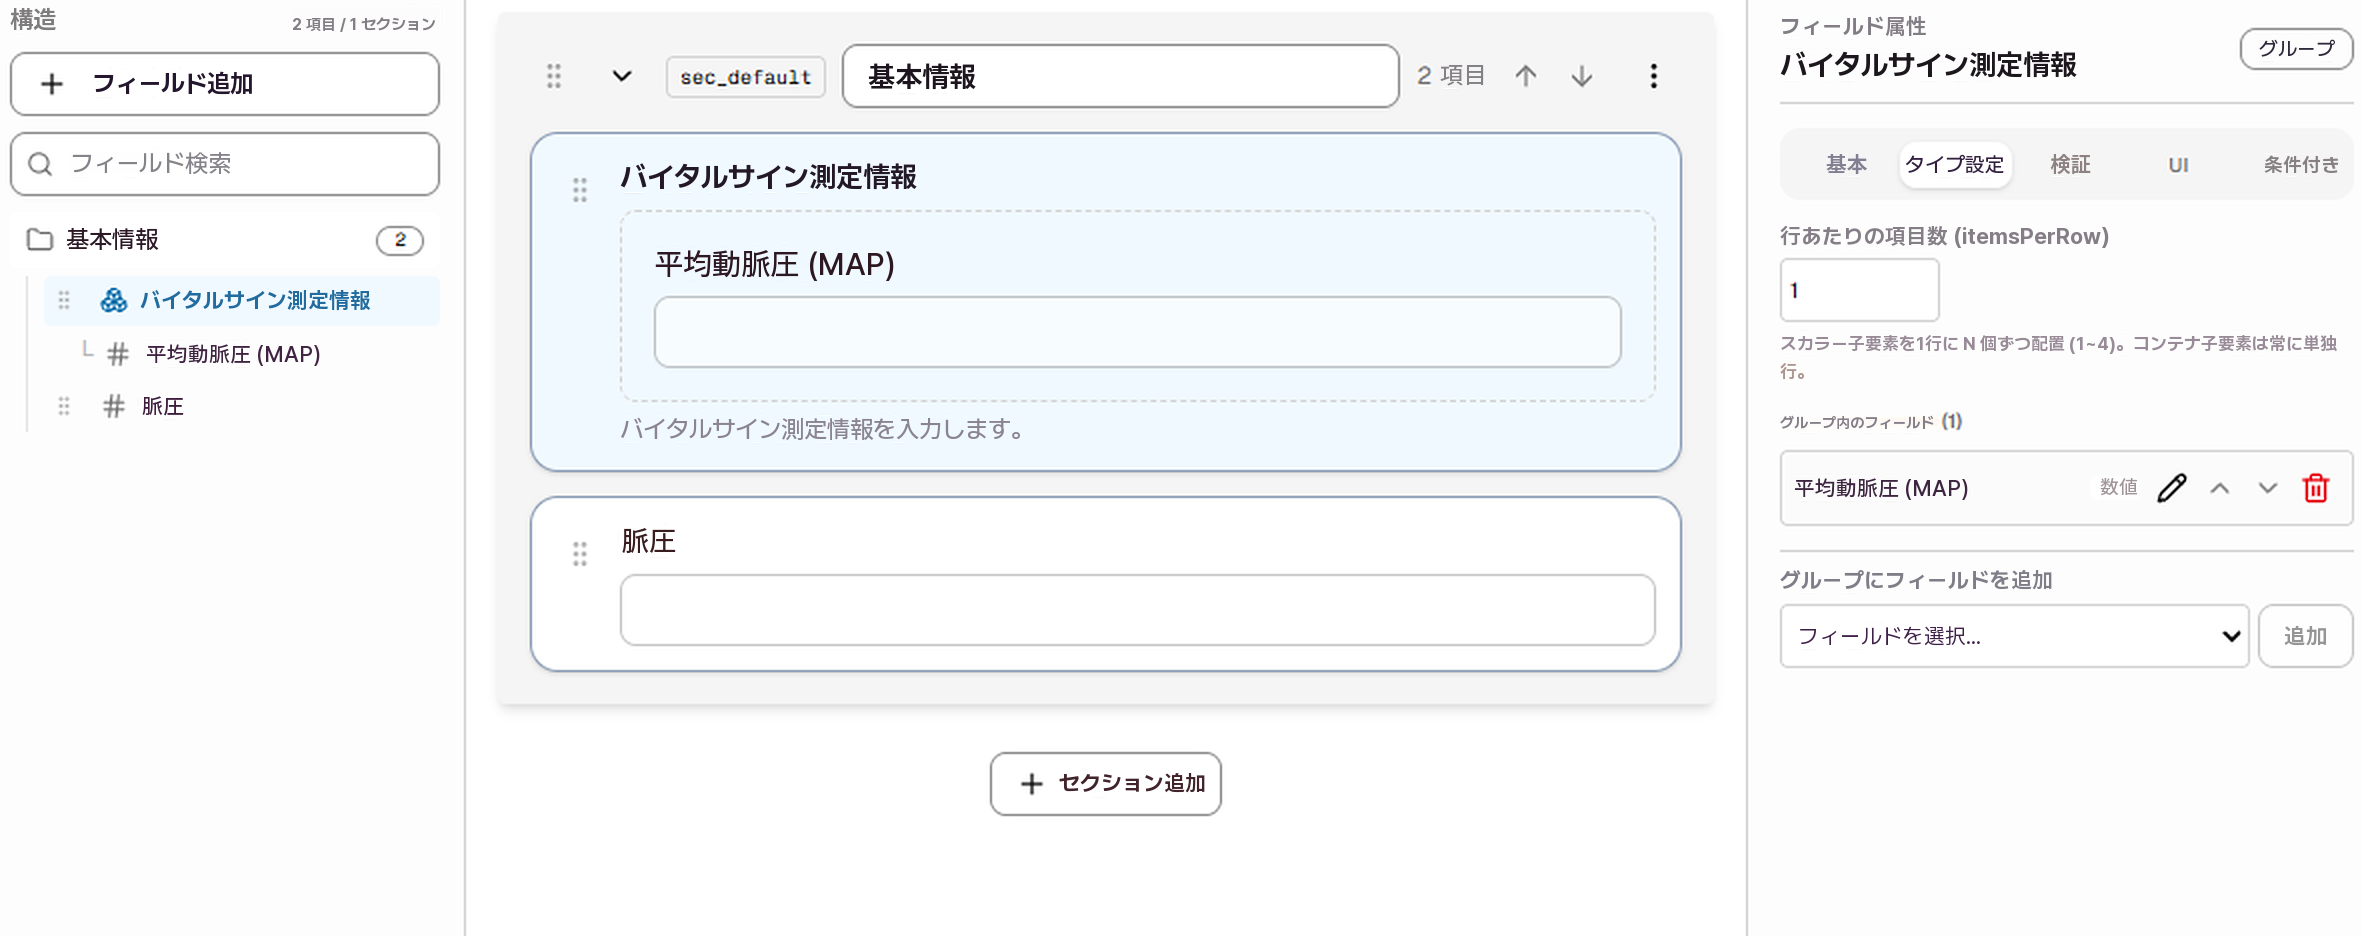 構造
2 項目 / 1 セクション
フィールド追加
フィールド検索
基本情報
2
バイタルサイン測定情報
平均動脈圧 (MAP)
脈圧
sec_default
基本情報
2 項目
バイタルサイン測定情報
平均動脈圧 (MAP)
バイタルサイン測定情報を入力します。
脈圧
セクション追加
フィールド属性
バイタルサイン測定情報
グループ
基本 タイプ設定 検証 UI 条件付き
行あたりの項目数 (itemsPerRow)
1
スカラー子要素を1行に N 個ずつ配置 (1~4)。コンテナ子要素は常に単独
行。
グループ内のフィールド (1)
平均動脈圧 (MAP) 数値
グループにフィールドを追加
フィールドを選択... 追加